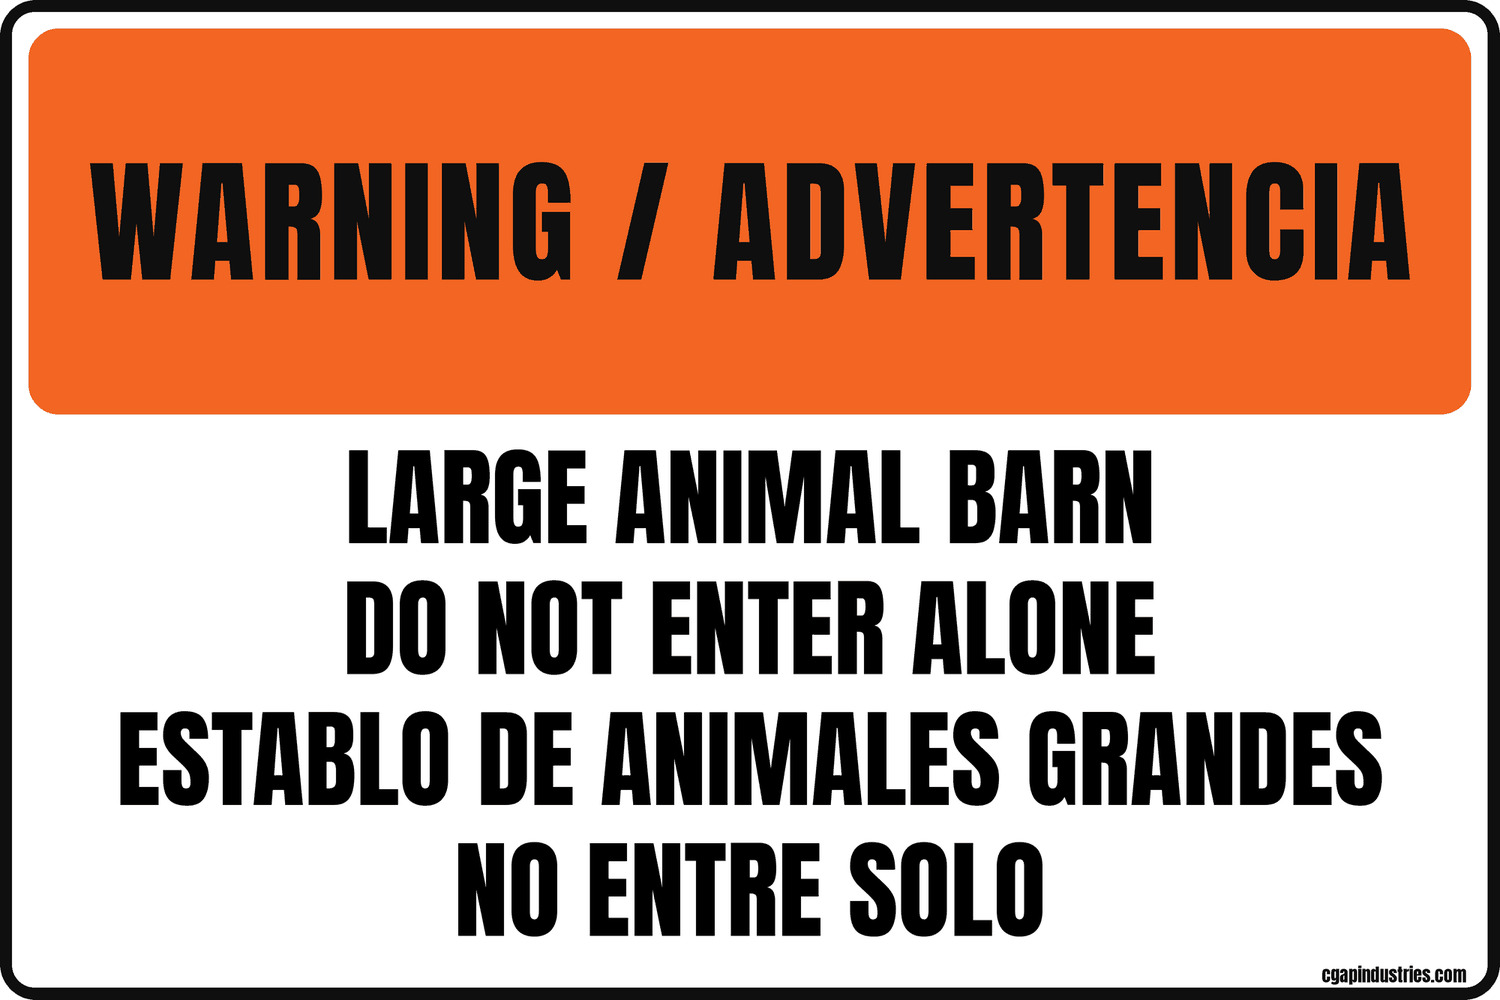 WARNING / ADVERTENCIA
LARGE ANIMAL BARN
DO NOT ENTER ALONE
ESTABLO DE ANIMALES GRANDES
NO ENTRE SOLO
cgapindustries.com